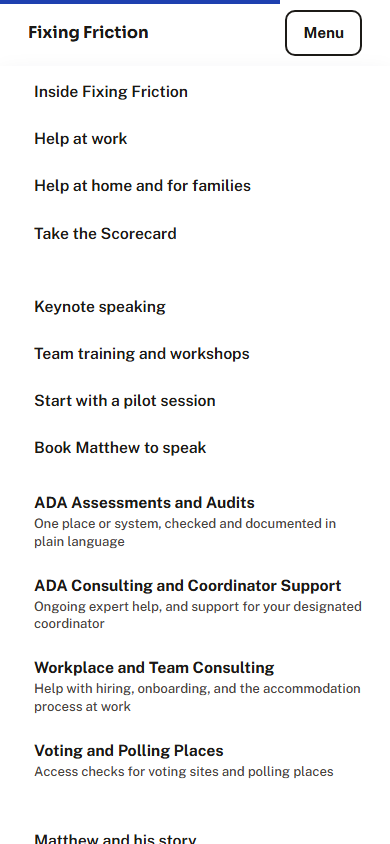 Fixing Friction
Menu
Inside Fixing Friction
Help at work
Help at home and for families
Take the Scorecard
Keynote speaking
Team training and workshops
Start with a pilot session
Book Matthew to speak
ADA Assessments and Audits
One place or system, checked and documented in
plain language
ADA Consulting and Coordinator Support
Ongoing expert help, and support for your designated
coordinator
Workplace and Team Consulting
Help with hiring, onboarding, and the accommodation
process at work
Voting and Polling Places
Access checks for voting sites and polling places
Matthew and his story